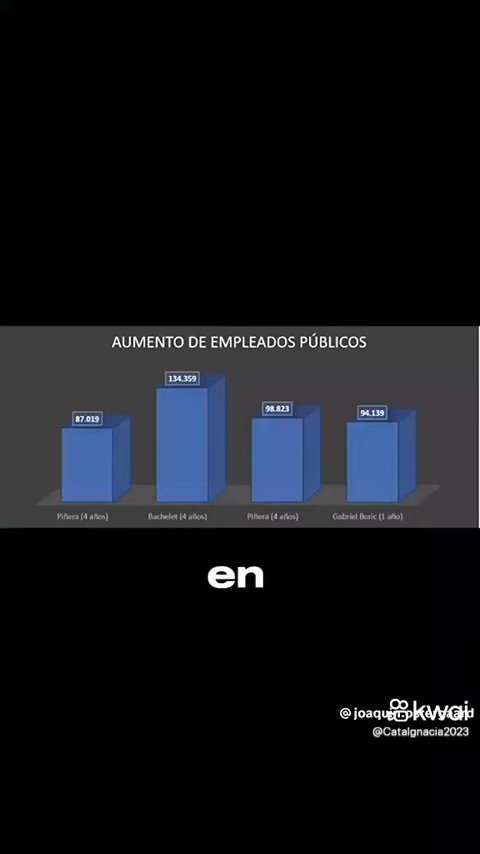 AUMENTO DE EMPLEADOS PÚBLICOS
134.359
87.019
98.823
94.139
Piñera (4 años)
Bachelet (4 años)
Piñera (4 años)
Gabriel Boric (1 año)
en
kwai
@Catalgnacia2023